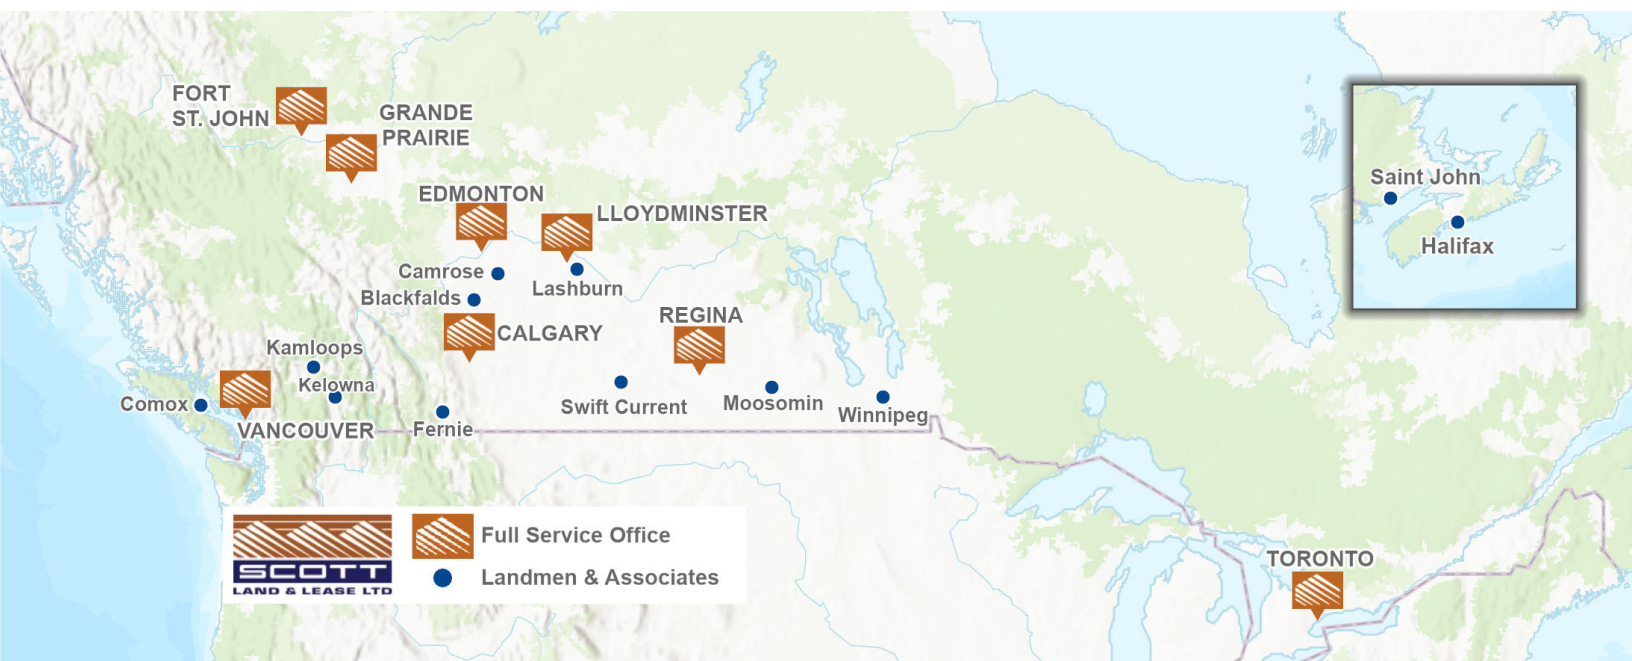 FORT
ST. JOHN
GRANDE
PRAIRIE
EDMONTON
LLOYDMINSTER
Camrose
Lashburn
Blackfalds
CALGARY
REGINA
Kamloops
Kelowna
Comox
VANCOUVER
Fernie
Swift Current
Moosomin
Winnipeg
Saint John
Halifax
TORONTO
SCOTT
LAND & LEASE LTD
Full Service Office
Landmen & Associates